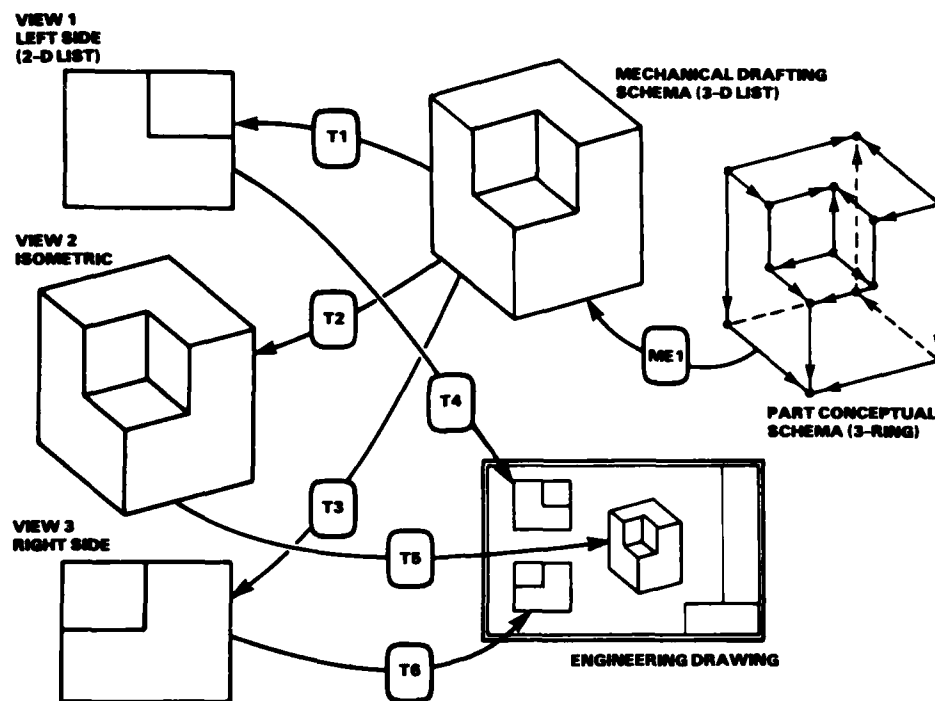 VIEW 1
LEFT SIDE
(2-D LIST)
MECHANICAL DRAFTING
SCHEMA (3-D LIST)
T1
VIEW 2
ISOMETRIC
T2
ME1
T4
PART CONCEPTUAL
SCHEMA (3-RING)
T3
VIEW 3
RIGHT SIDE
T5
T6
ENGINEERING DRAWING